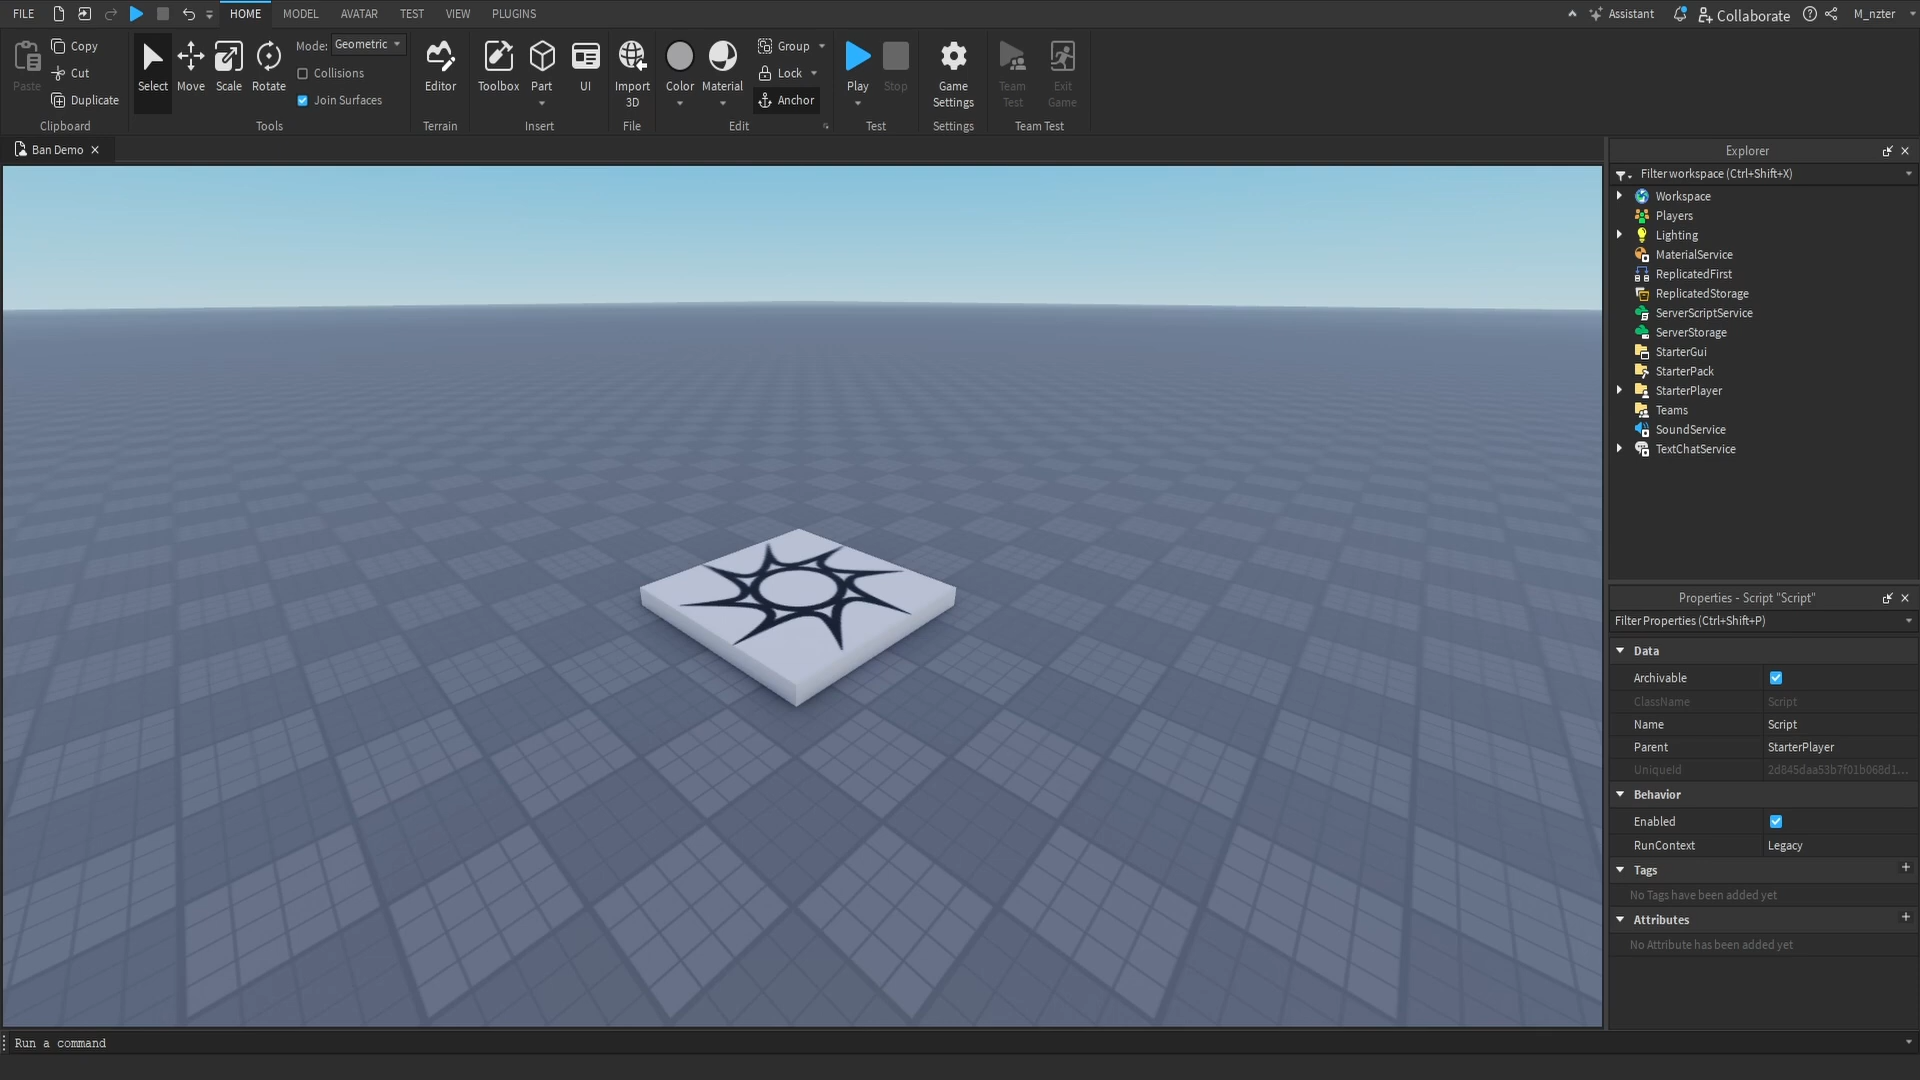 FILE HOME MODEL AVATAR TEST VIEW PLUGINS Assistant Collaborate M_nzter
Paste
Copy
Cut
Duplicate
Clipboard
Select Move Scale Rotate
Mode: Geometric
Collisions
Join Surfaces
Tools
Editor
Terrain
Toolbox Part UI
Insert
Import
3D
File
Color Material
Group
Lock
Anchor
Edit
Play Stop
Test
Game
Settings
Settings
Team
Test
Exit
Game
Team Test
Ban Demo
Explorer
Filter workspace (Ctrl+Shift+X)
Workspace
Players
Lighting
MaterialService
ReplicatedFirst
ReplicatedStorage
ServerScriptService
ServerStorage
StarterGui
StarterPack
StarterPlayer
Teams
SoundService
TextChatService
Properties - Script "Script"
Filter Properties (Ctrl+Shift+P)
Data
Archivable
ClassName Script
Name Script
Parent StarterPlayer
UniqueId 2d845daa53b7f01b068d1...
Behavior
Enabled
RunContext Legacy
Tags
No Tags have been added yet
Attributes
No Attribute has been added yet
Run a command